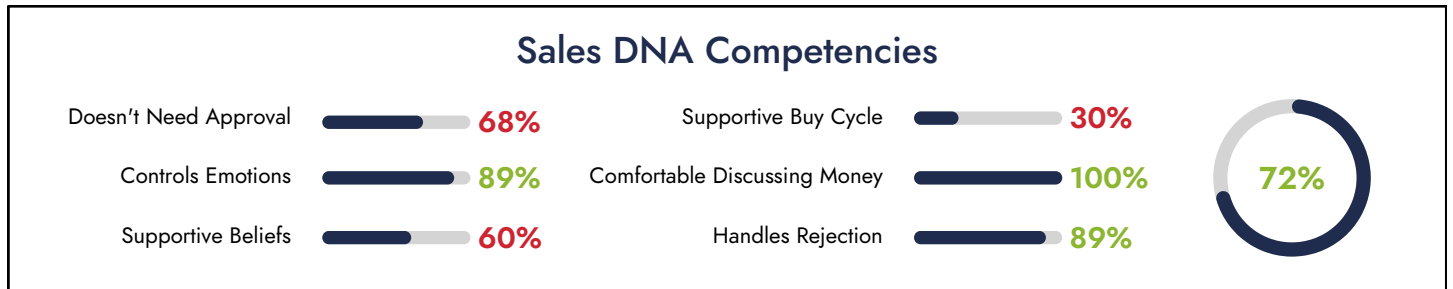 Sales DNA Competencies
Doesn't Need Approval 68%
Controls Emotions 89%
Supportive Beliefs 60%
Supportive Buy Cycle 30%
Comfortable Discussing Money 100%
Handles Rejection 89%
72%